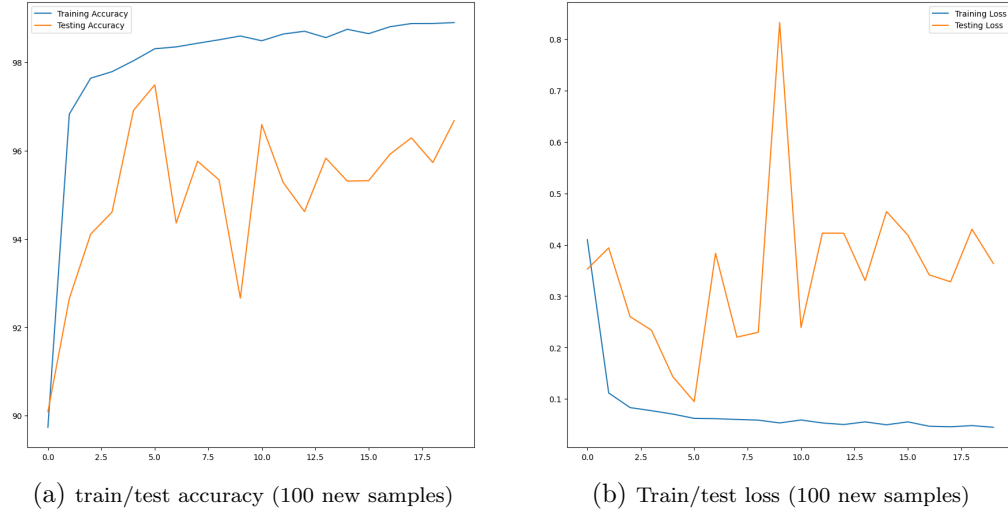 Training Accuracy
Testing Accuracy
98
96
94
92
90
0.0 2.5 5.0 7.5 10.0 12.5 15.0 17.5
(a) train/test accuracy (100 new samples)
Training Loss
Testing Loss
0.8
0.7
0.6
0.5
0.4
0.3
0.2
0.1
0.0 2.5 5.0 7.5 10.0 12.5 15.0 17.5
(b) Train/test loss (100 new samples)